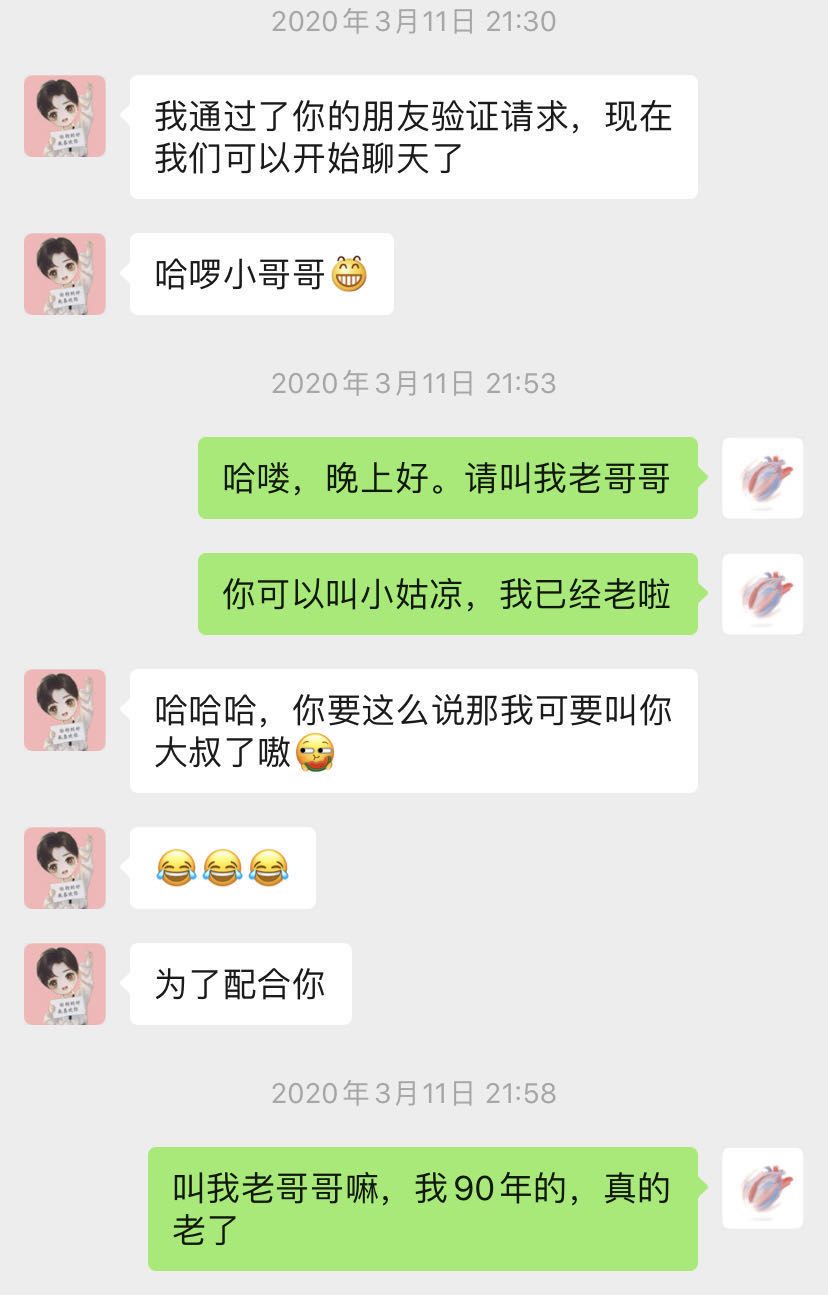 2020年3月11日 21:30
我通过了你的朋友验证请求，现在
我们可以开始聊天了
哈啰小哥哥😁
2020年3月11日 21:53
哈喽，晚上好。请叫我老哥哥
你可以叫小姑凉，我已经老啦
哈哈哈，你要这么说那我可要叫你
大叔了嗷
😂😂😂
为了配合你
2020年3月11日 21:58
叫我老哥哥嘛，我90年的，真的
老了